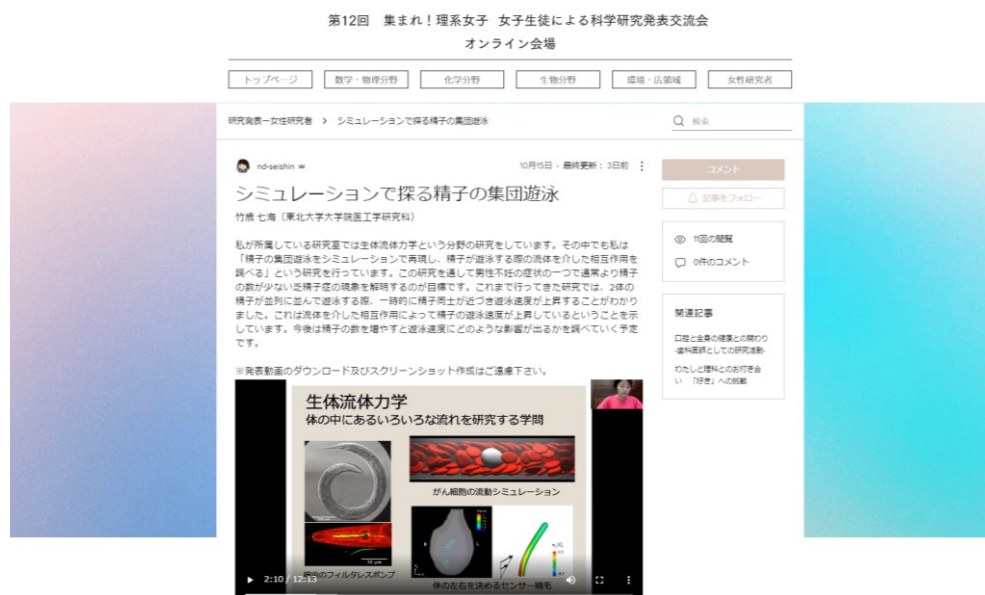 第12回 集まれ！理系女子 女子生徒による科学研究発表交流会
オンライン会場
トップページ 数学・物理分野 化学分野 生物分野 環境・広領域 女性研究者
研究発表ー女性研究者 > シミュレーションで探る精子の集団遊泳
検索
nd-seishin
10月15日 · 最終更新： 3日前
シミュレーションで探る精子の集団遊泳
竹歳 七海（東北大学大学院医工学研究科）
私が所属している研究室では生体流体力学という分野の研究をしています。その中でも私は
「精子の集団遊泳をシミュレーションで再現し、精子が遊泳する際の流体を介した相互作用を
調べる」という研究を行っています。この研究を通して男性不妊の症状の一つで通常より精子
の数が少ない乏精子症の現象を解明するのが目標です。これまで行ってきた研究では、2体の
精子が並列に並んで遊泳する際、一時的に精子同士が近づき遊泳速度が上昇することがわかり
ました。これは流体を介した相互作用によって精子の遊泳速度が上昇しているということを示
しています。今後は精子の数を増やすと遊泳速度にどのような影響が出るかを調べていく予定
です。
※発表動画のダウンロード及びスクリーンショット作成はご遠慮下さい。
生体流体力学
体の中にあるいろいろな流れを研究する学問
がん細胞の流動シミュレーション
のフィルタレスポンプ
体の左右を決めるセンサー繊毛
2:10 / 12:13
コメント
記事をフォロー
11回の閲覧
0件のコメント
関連記事
口腔と全身の健康との関わり
-歯科医師としての研究活動-
わたしと理科とのお付き合
い 「好き」への挑戦